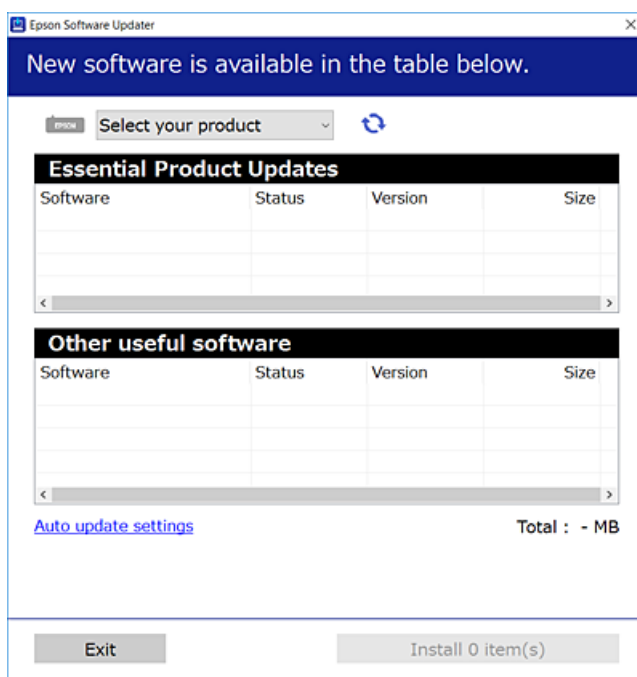 Epson Software Updater
New software is available in the table below.
EPSON Select your product
Essential Product Updates
Software Status Version Size
Other useful software
Software Status Version Size
Auto update settings Total : - MB
Exit Install 0 item(s)